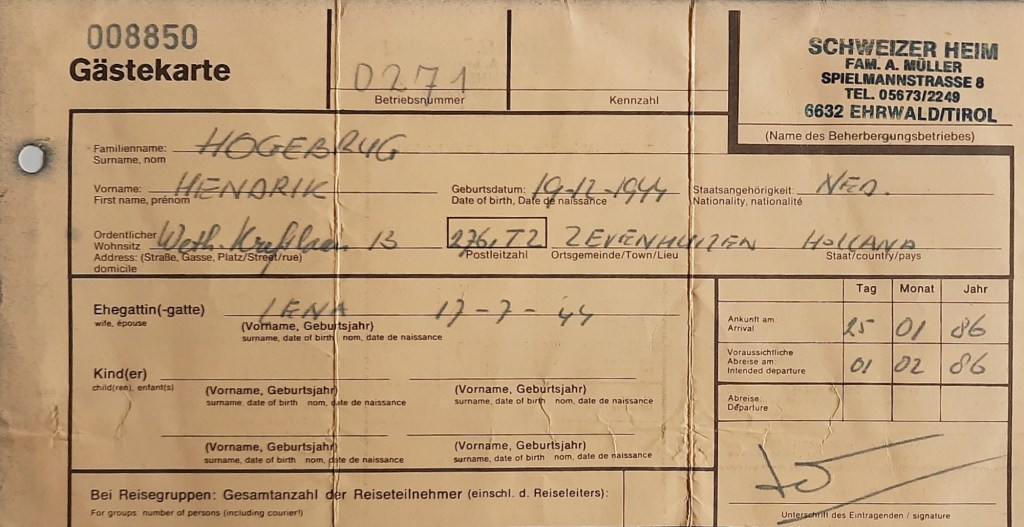 008850
Gästekarte
0271
Betriebsnummer
Kennzahl
SCHWEIZER HEIM
FAM. A. MÜLLER
SPIELMANNSTRASSE 8
TEL. 05673/2249
6632 EHRWALD/TIROL
(Name des Beherbergungsbetriebes)
Familienname: HOGEBRUG
Surname, nom
Vorname: HENDRIK Geburtsdatum: 19-12-1944 Staatsangehörigkeit: NED.
First name, prénom Date of birth, Date de naissance Nationality, nationalité
Ordentlicher
Wohnsitz Weth. 13 ZEVENHUIZEN HOLLAND
Address: (Straße, Gasse, Platz/Street/rue) Postleitzahl Ortsgemeinde/Town/Lieu Staat/country/pays
domicile
Ehegattin(-gatte) LENA 17-7-44
wife, épouse
(Vorname, Geburtsjahr)
surname, date of birth nom, date de naissance
Kind(er)
child(ren), enfant(s)
(Vorname, Geburtsjahr) (Vorname, Geburtsjahr)
surname, date of birth nom, date de naissance surname, date of birth nom, date de naissance
(Vorname, Geburtsjahr) (Vorname, Geburtsjahr)
surname, date of birth nom, date de naissance surname, date of birth nom, date de naissance
Tag Monat Jahr
Ankunft am:
Arrival 25 01 86
Voraussichtliche
Abreise am:
Intended departure 01 02 86
Abreise:
Departure
Unterschrift des Eintragenden / signature
Bei Reisegruppen: Gesamtanzahl der Reiseteilnehmer (einschl. d. Reiseleiters):
For groups: number of persons (including courier!)